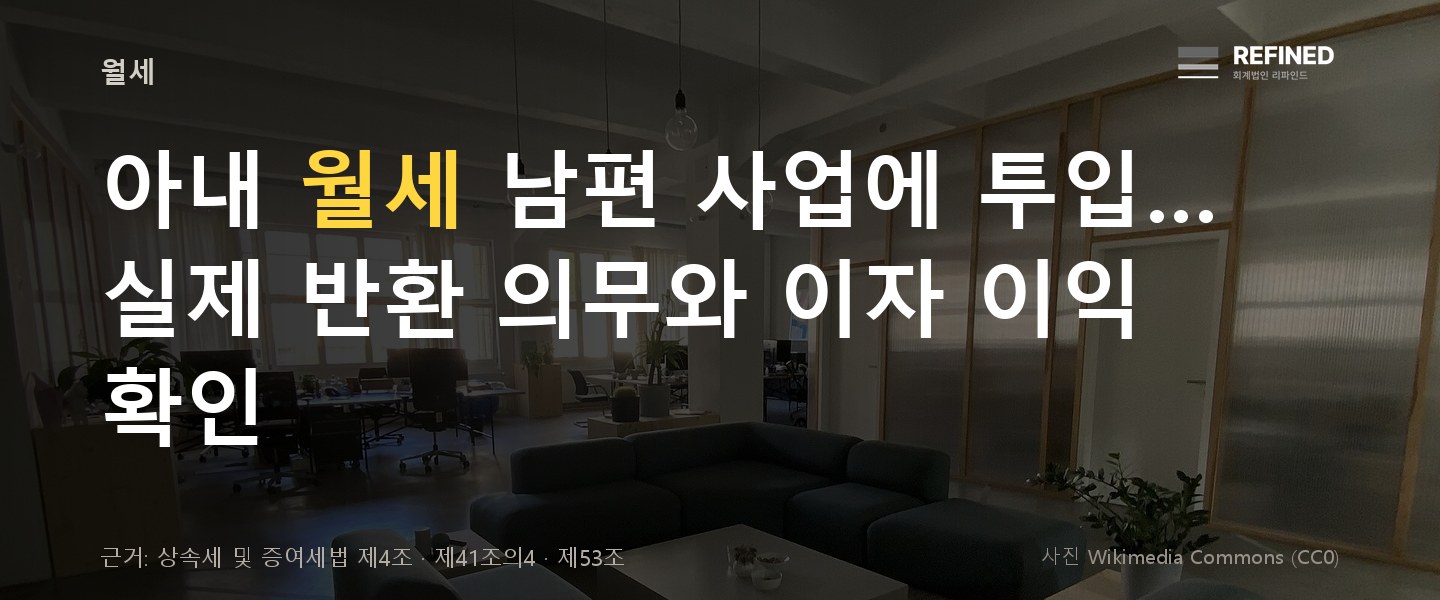 월세
REFINED
회계법인 리파인드
아내 월세 남편 사업에 투입...
실제 반환 의무와 이자 이익
확인
근거: 상속세 및 증여세법 제4조 · 제41조의4 · 제53조
사진 Wikimedia Commons (CC0)